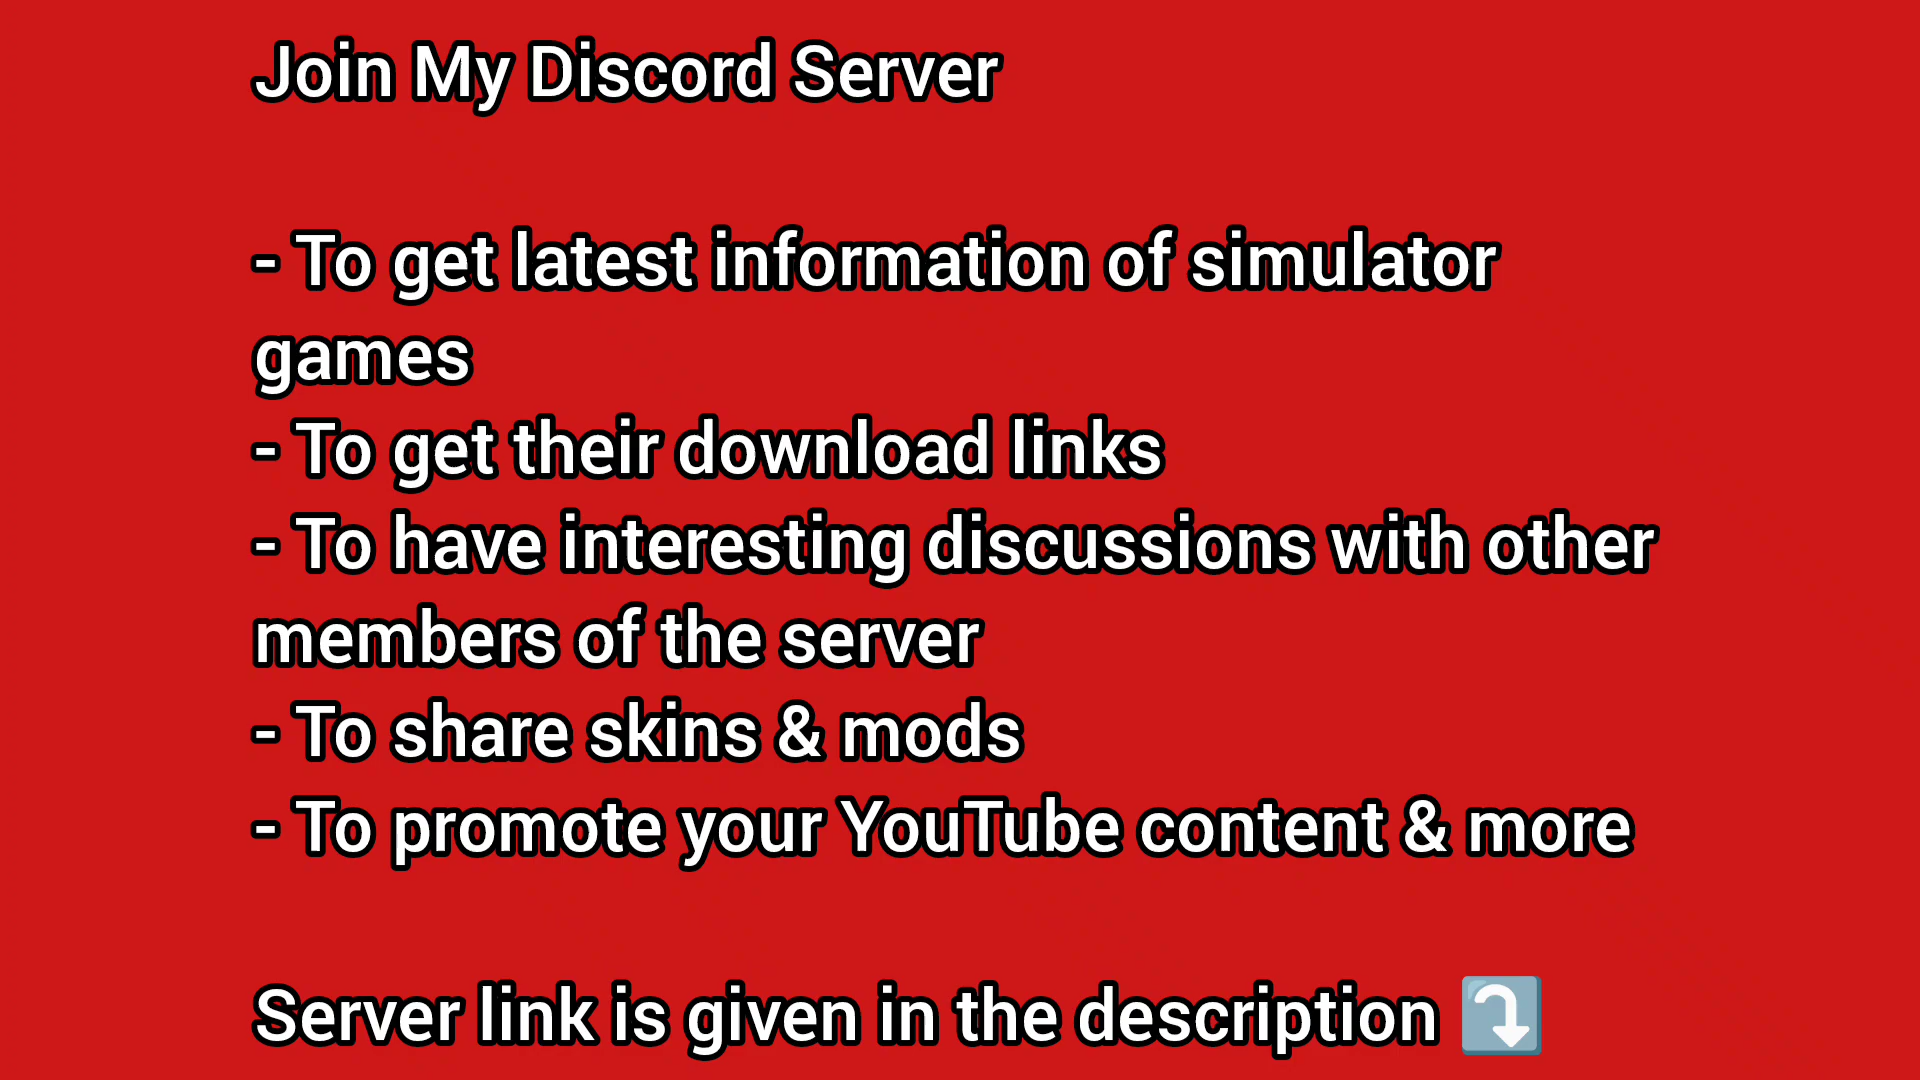 Join My Discord Server
- To get latest information of simulator
games
- To get their download links
- To have interesting discussions with other
members of the server
- To share skins & mods
- To promote your YouTube content & more
Server link is given in the description ⤵️